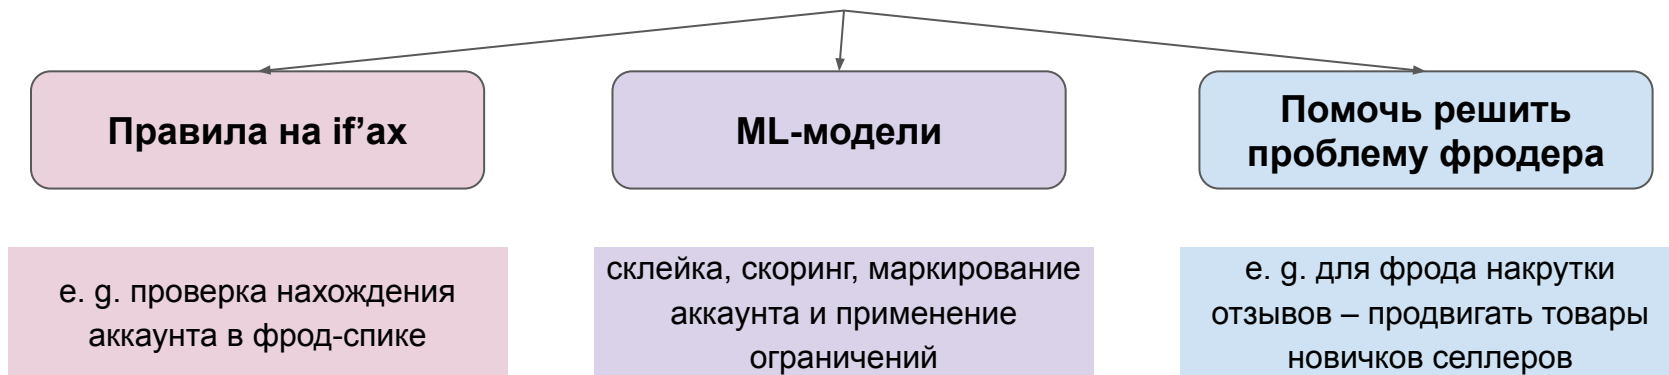 Правила на if’ах
ML-модели
Помочь решить
проблему фродера
e. g. проверка нахождения
аккаунта в фрод-спике
склейка, скоринг, маркирование
аккаунта и применение
ограничений
e. g. для фрода накрутки
отзывов – продвигать товары
новичков селлеров